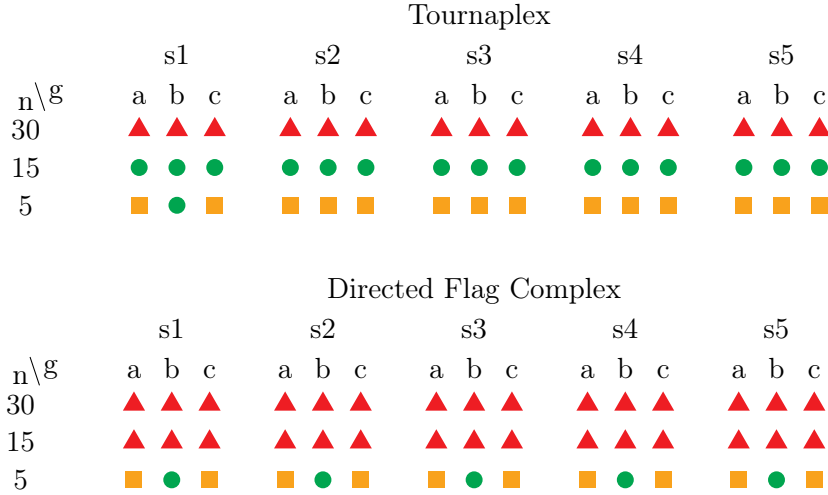 Tournaplex
s1 s2 s3 s4 s5
n\g a b c a b c a b c a b c a b c
30
15
5
Directed Flag Complex
s1 s2 s3 s4 s5
n\g a b c a b c a b c a b c a b c
30
15
5